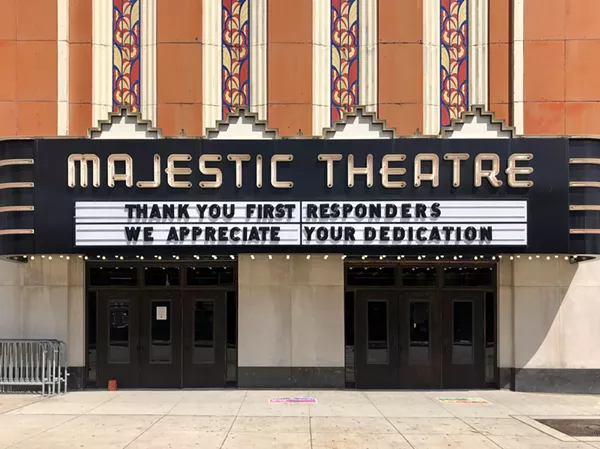 MAJESTIC THEATRE
THANK YOU FIRST RESPONDERS
WE APPRECIATE YOUR DEDICATION